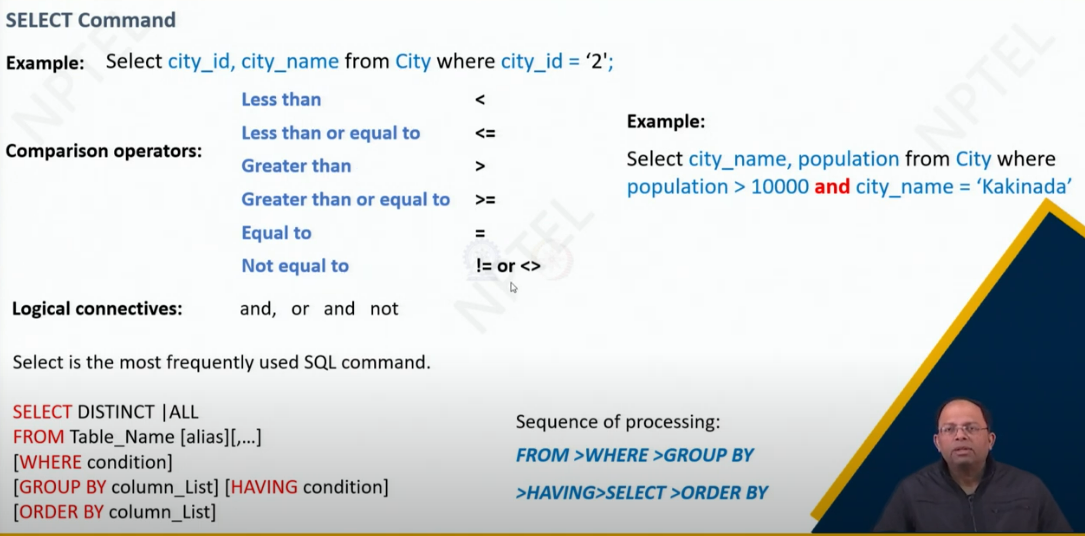 SELECT Command
Example: Select city_id, city_name from City where city_id = ‘2';
Comparison operators:
Less than <
Less than or equal to <=
Greater than >
Greater than or equal to >=
Equal to =
Not equal to != or <>
Example:
Select city_name, population from City where
population > 10000 and city_name = ‘Kakinada’
Logical connectives: and, or and not
Select is the most frequently used SQL command.
SELECT DISTINCT |ALL
FROM Table_Name [alias][,...]
[WHERE condition]
[GROUP BY column_List] [HAVING condition]
[ORDER BY column_List]
Sequence of processing:
FROM >WHERE >GROUP BY
>HAVING>SELECT >ORDER BY
NPTEL
NPTEL
NPTEL